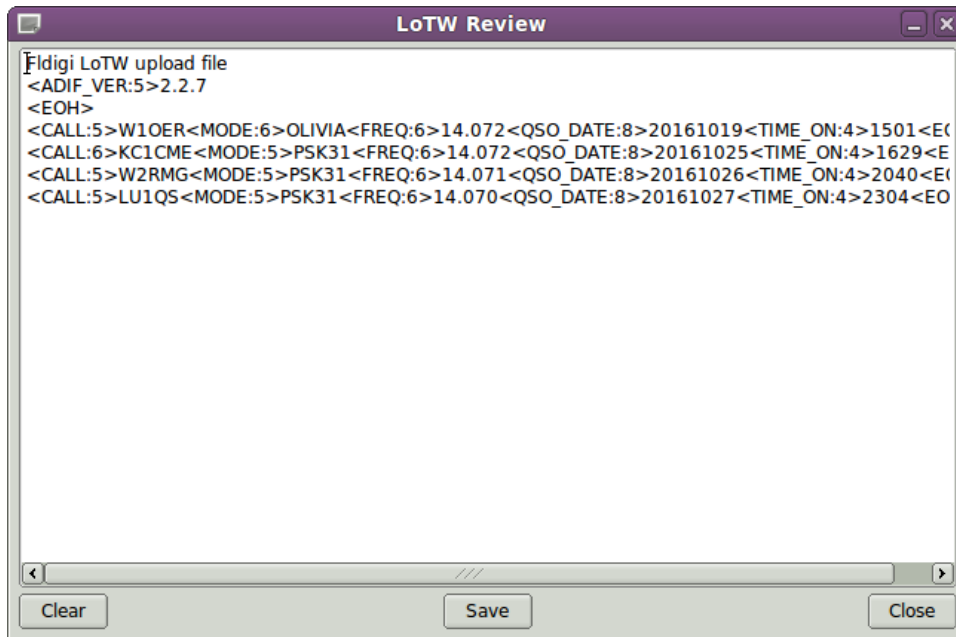 LoTW Review
Fldigi LoTW upload file
<ADIF_VER:5>2.2.7
<EOH>
<CALL:5>W1OER<MODE:6>OLIVIA<FREQ:6>14.072<QSO_DATE:8>20161019<TIME_ON:4>1501<EO
<CALL:6>KC1CME<MODE:5>PSK31<FREQ:6>14.072<QSO_DATE:8>20161025<TIME_ON:4>1629<E
<CALL:5>W2RMG<MODE:5>PSK31<FREQ:6>14.071<QSO_DATE:8>20161026<TIME_ON:4>2040<EO
<CALL:5>LU1QS<MODE:5>PSK31<FREQ:6>14.070<QSO_DATE:8>20161027<TIME_ON:4>2304<EO
Clear Save Close